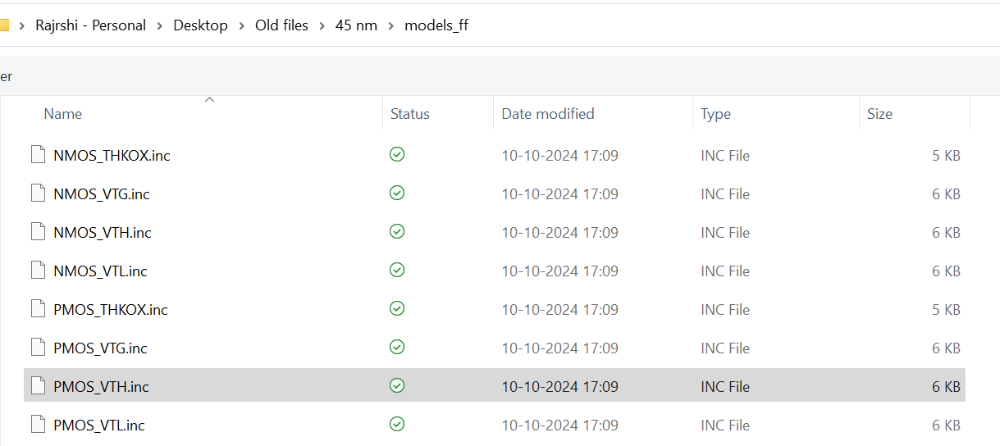 Rajrshi - Personal > Desktop > Old files > 45 nm > models_ff
er
Name Status Date modified Type Size
NMOS_THKOX.inc 10-10-2024 17:09 INC File 5 KB
NMOS_VTG.inc 10-10-2024 17:09 INC File 6 KB
NMOS_VTH.inc 10-10-2024 17:09 INC File 6 KB
NMOS_VTL.inc 10-10-2024 17:09 INC File 6 KB
PMOS_THKOX.inc 10-10-2024 17:09 INC File 5 KB
PMOS_VTG.inc 10-10-2024 17:09 INC File 6 KB
PMOS_VTH.inc 10-10-2024 17:09 INC File 6 KB
PMOS_VTL.inc 10-10-2024 17:09 INC File 6 KB